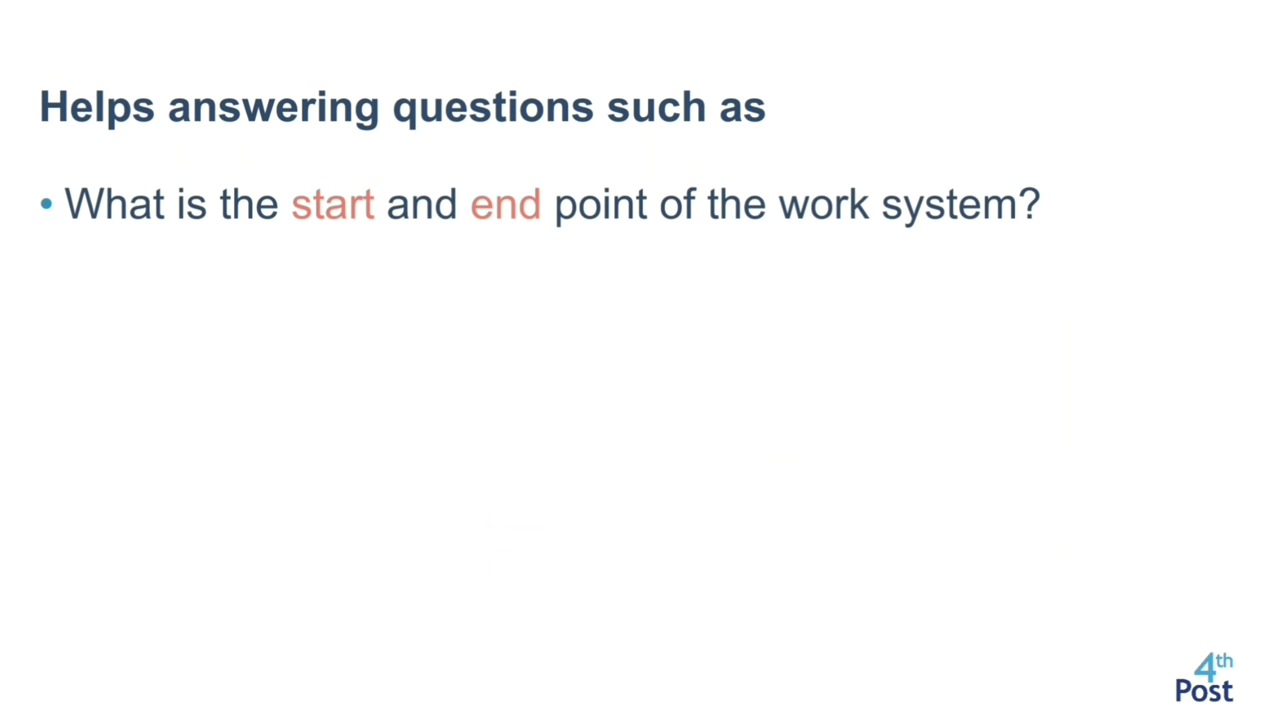 Helps answering questions such as
• What is the start and end point of the work system?
4th
Post